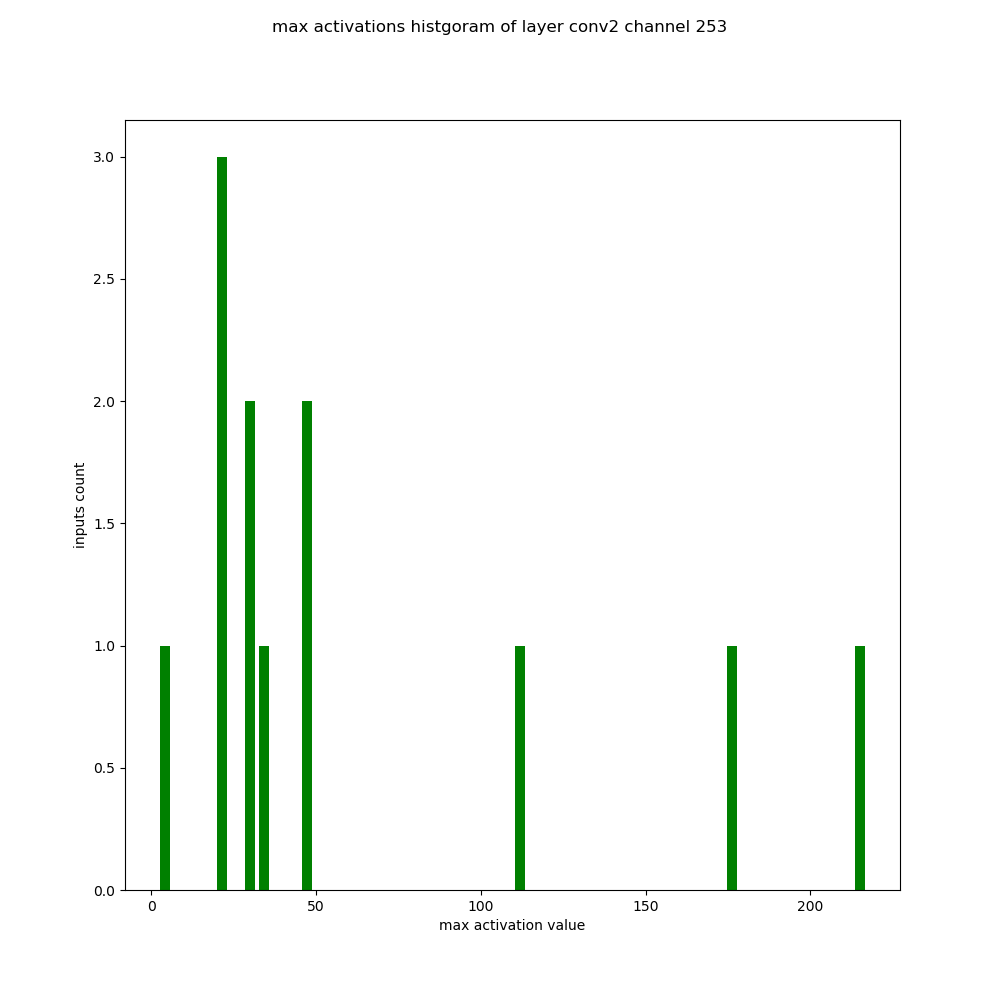 max activations histgoram of layer conv2 channel 253
3.0
2.5
2.0
1.5
1.0
0.5
0.0
inputs count
0 50 100 150 200
max activation value